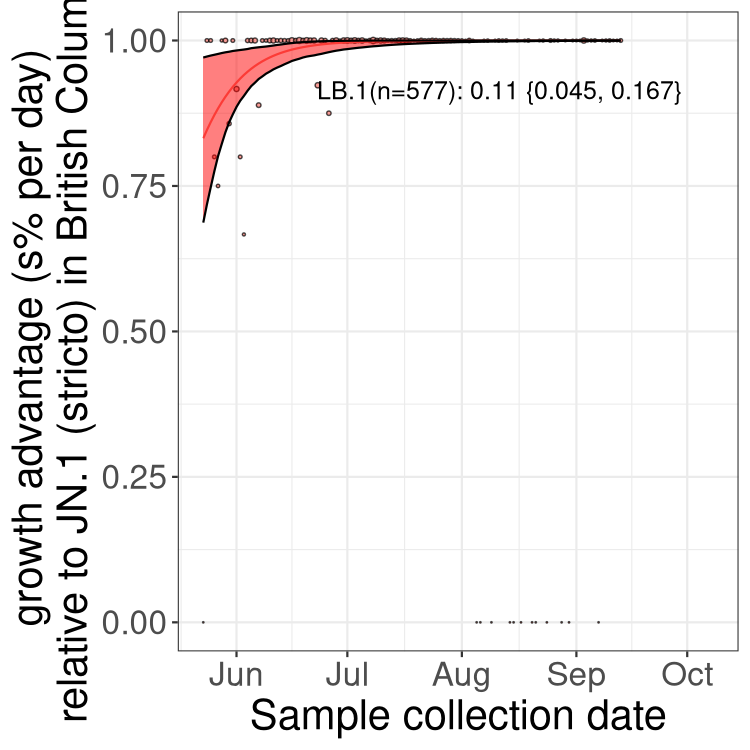 growth advantage (s% per day)
relative to JN.1 (stricto) in British Colum
1.00
0.75
0.50
0.25
0.00
LB.1(n=577): 0.11 {0.045, 0.167}
Jun Jul Aug Sep Oct
Sample collection date